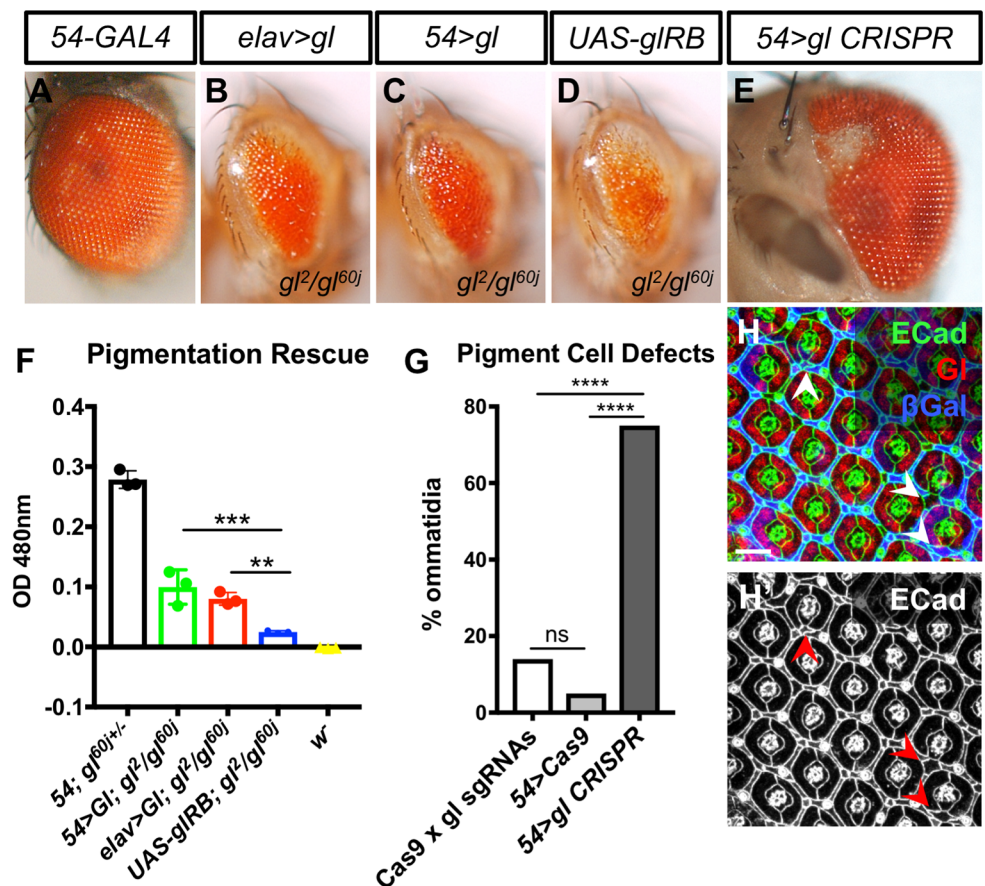 54-GAL4
elav>gl
54>gl
UAS-glRB
54>gl CRISPR
A
B
C
D
E
gl²/gl⁶⁰ʲ
gl²/gl⁶⁰ʲ
gl²/gl⁶⁰ʲ
F
Pigmentation Rescue
OD 480nm
0.4
0.3
0.2
0.1
0.0
-0.1
***
**
54; gl⁶⁰ʲ⁺/⁻
54>Gl; gl²/gl⁶⁰ʲ
elav>Gl; gl²/gl⁶⁰ʲ
UAS-glRB; gl²/gl⁶⁰ʲ
w⁻
G
Pigment Cell Defects
% ommatidia
80
60
40
20
0
****
****
ns
Cas9 x gl sgRNAs
54>Cas9
54>gl CRISPR
H
ECad
Gl
βGal
H'
ECad